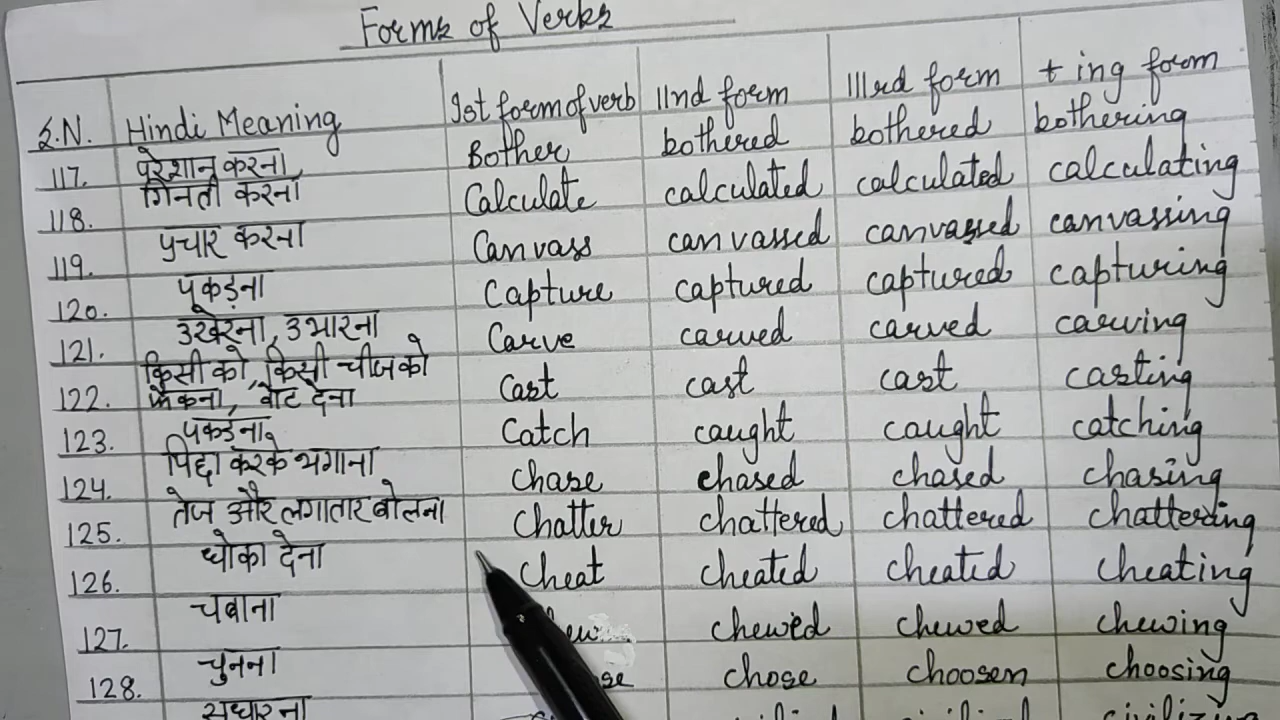 Forms of Verbs
S.N. Hindi Meaning Ist form of verb IInd form IIIrd form + ing form
117. परेशान करना Bother bothered bothered bothering
118. गिनती करना Calculate calculated calculated calculating
119. प्रचार करना Canvass canvassed canvassed canvassing
120. पकड़ना Capture captured captured capturing
121. उखेरना, उभारना Carve carved carved carving
122. किसी को, किसी चीज को
फेंकना, वोट देना Cast cast cast casting
123. पकड़ना Catch caught caught catching
124. पिछा करके भगाना Chase chased chased chasing
125. तेज और लगातार बोलना Chatter chattered chattered chattering
126. धोका देना Cheat cheated cheated cheating
127. चबाना chewed chewed chewing
128. चुनना chose choosen choosing
सुधारना